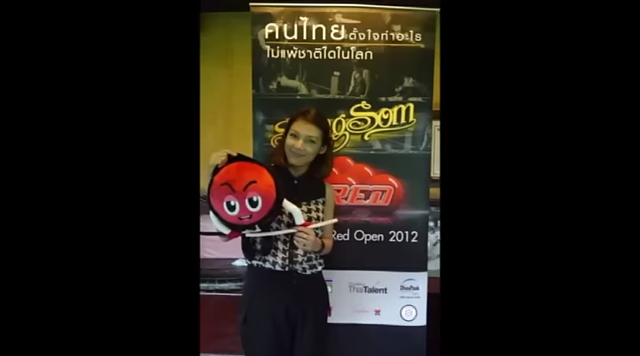 คนไทย ตั้งใจทำอะไร
ไม่แพ้ชาติใดในโลก
Som
RED
Red Open 2012
ThaiTalent